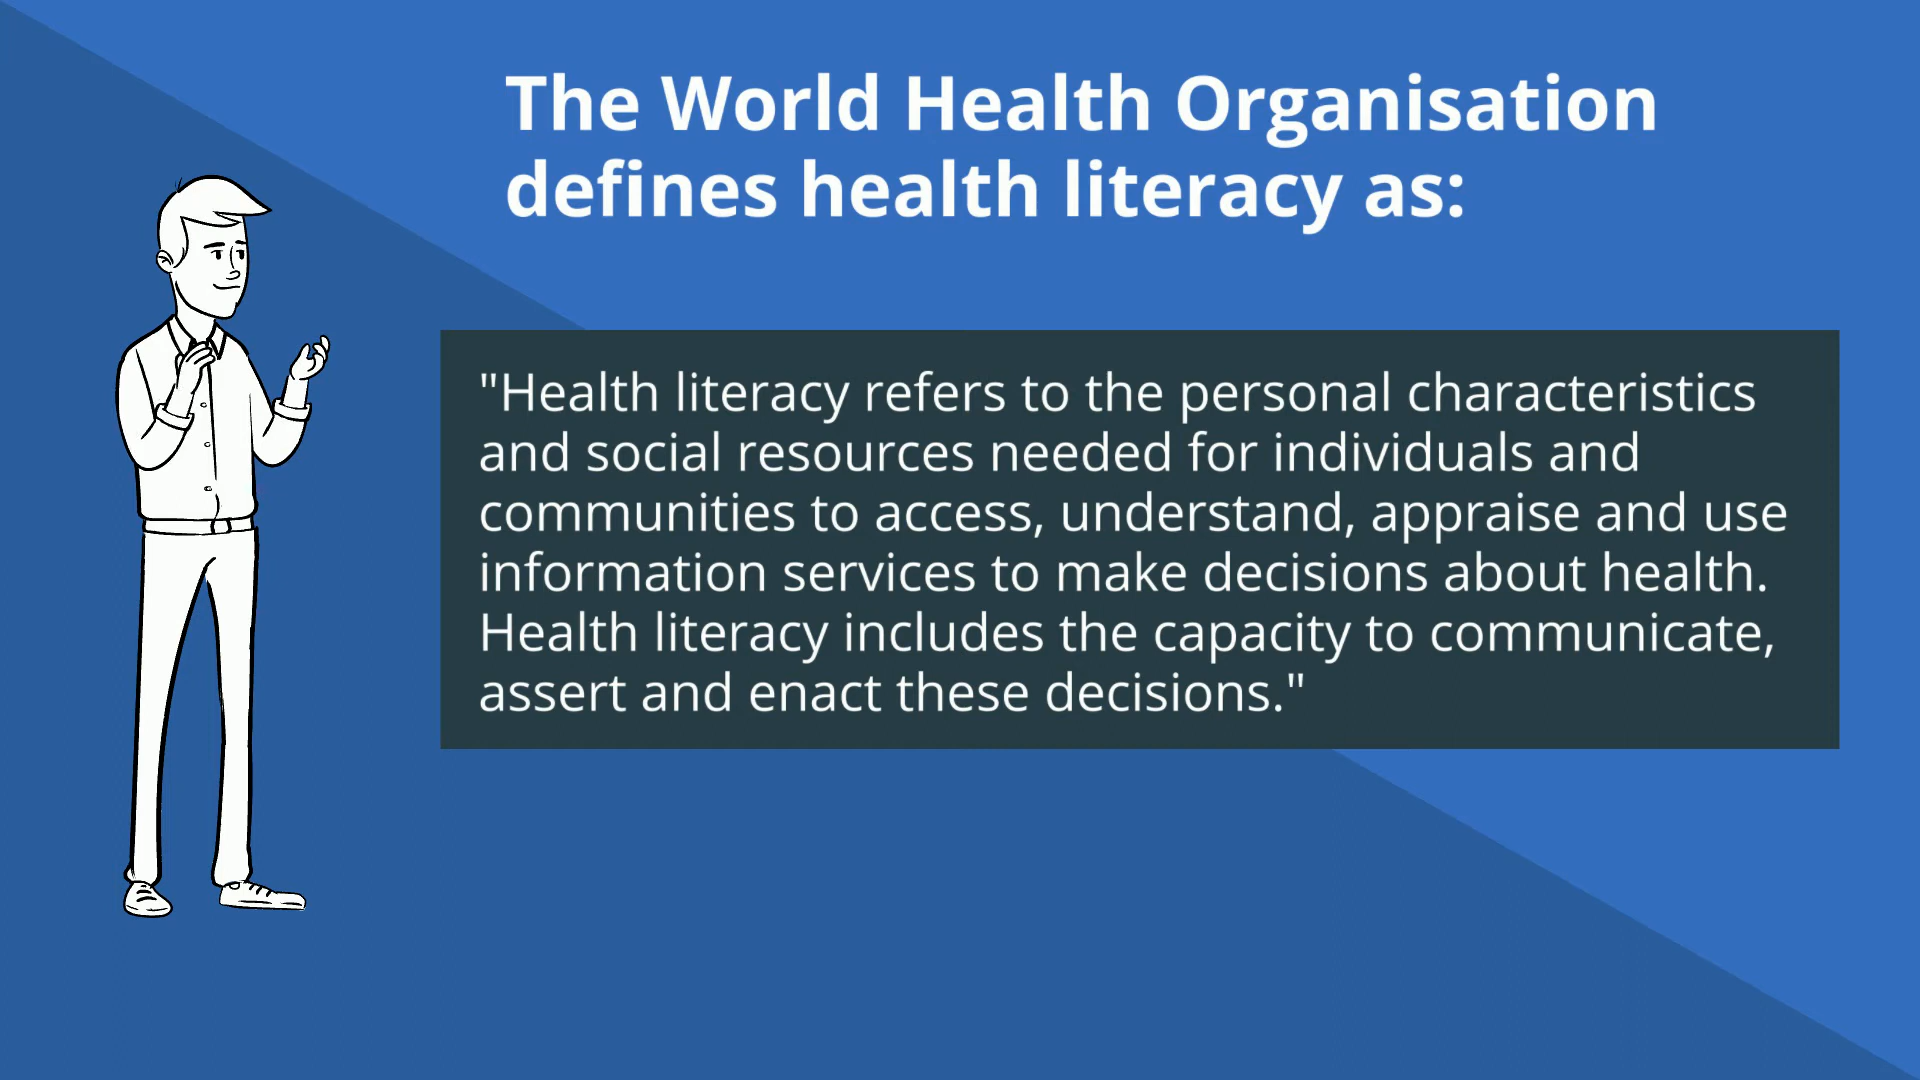 The World Health Organisation
defines health literacy as:
"Health literacy refers to the personal characteristics
and social resources needed for individuals and
communities to access, understand, appraise and use
information services to make decisions about health.
Health literacy includes the capacity to communicate,
assert and enact these decisions."